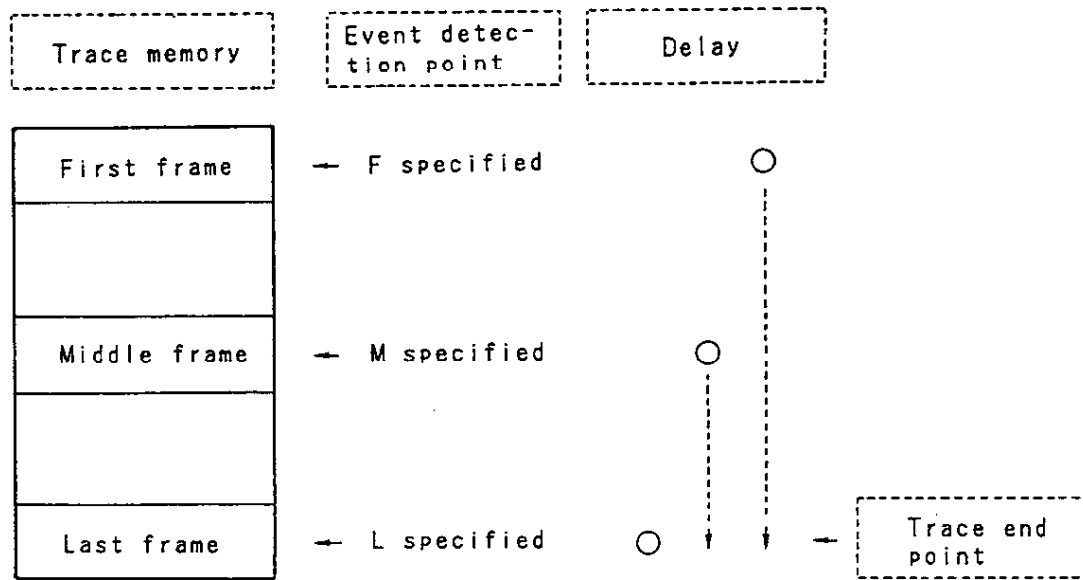 Trace memory
Event detec-
tion point
Delay
First frame
← F specified
Middle frame
← M specified
Last frame
← L specified
← Trace end
point